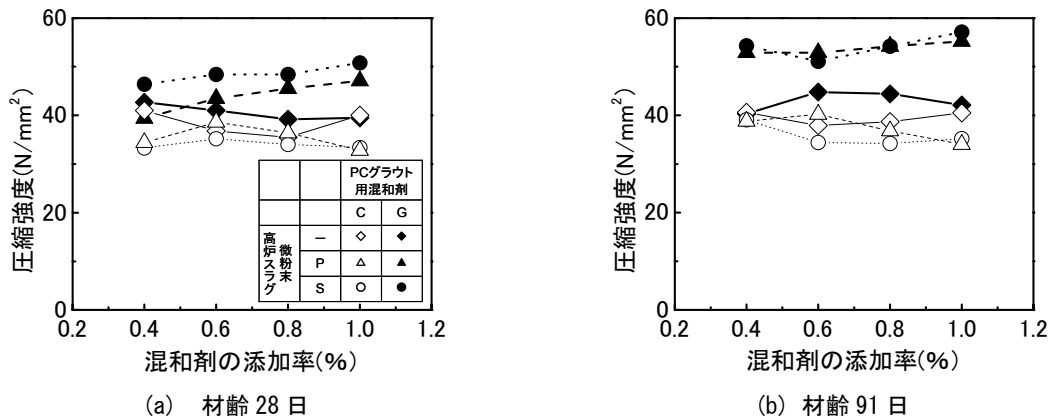 60
40
20
0
0.2 0.4 0.6 0.8 1.0 1.2
圧縮強度(N/mm²)
混和剤の添加率(%)
PCグラウト
用混和剤
C G
高炉スラグ
微粉末
—
P
S
(a) 材齢 28 日
60
40
20
0
0.2 0.4 0.6 0.8 1.0 1.2
圧縮強度(N/mm²)
混和剤の添加率(%)
(b) 材齢 91 日